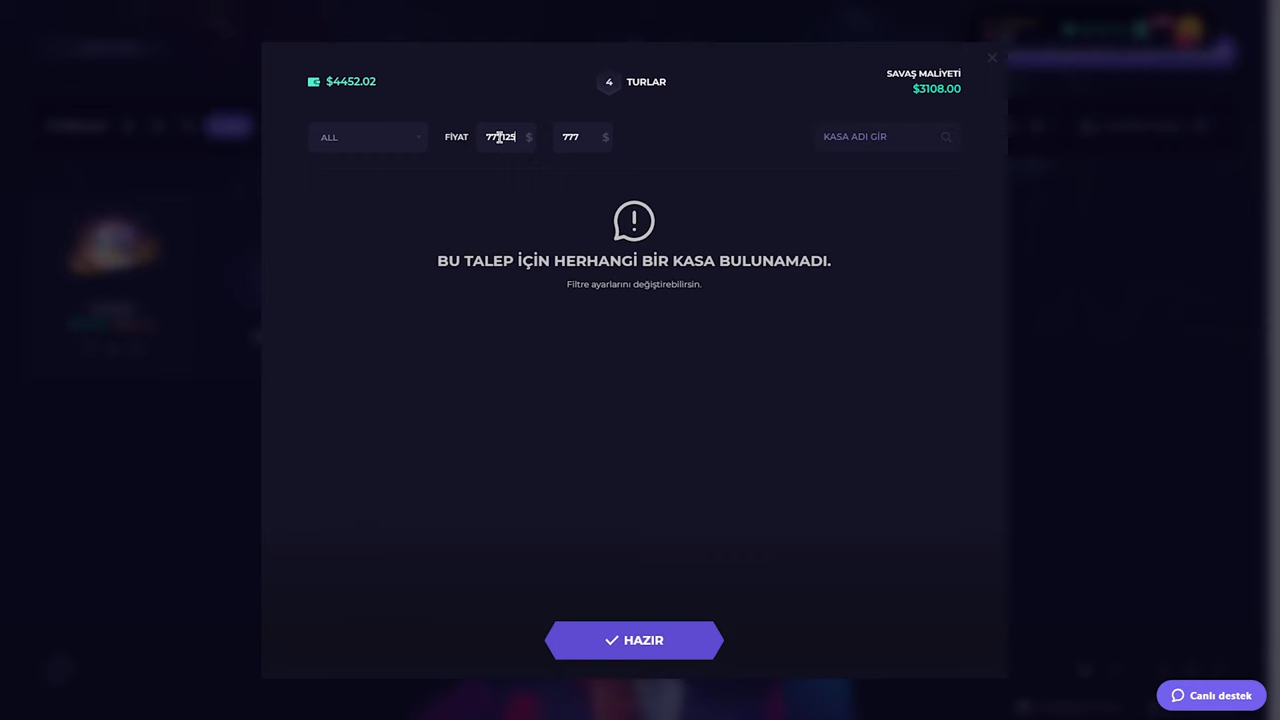 $4452.02
4 TURLAR
SAVAŞ MALİYETİ
$3108.00
ALL
FİYAT
$
777 $
KASA ADI GİR
BU TALEP İÇİN HERHANGİ BİR KASA BULUNAMADI.
Filtre ayarlarını değiştirebilirsin.
HAZIR
Canlı destek